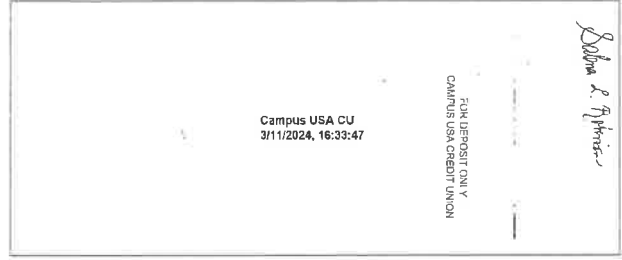 Campus USA CU
3/11/2024, 16:33:47
FOR DEPOSIT ONLY
CAMPUS USA CREDIT UNION
L.